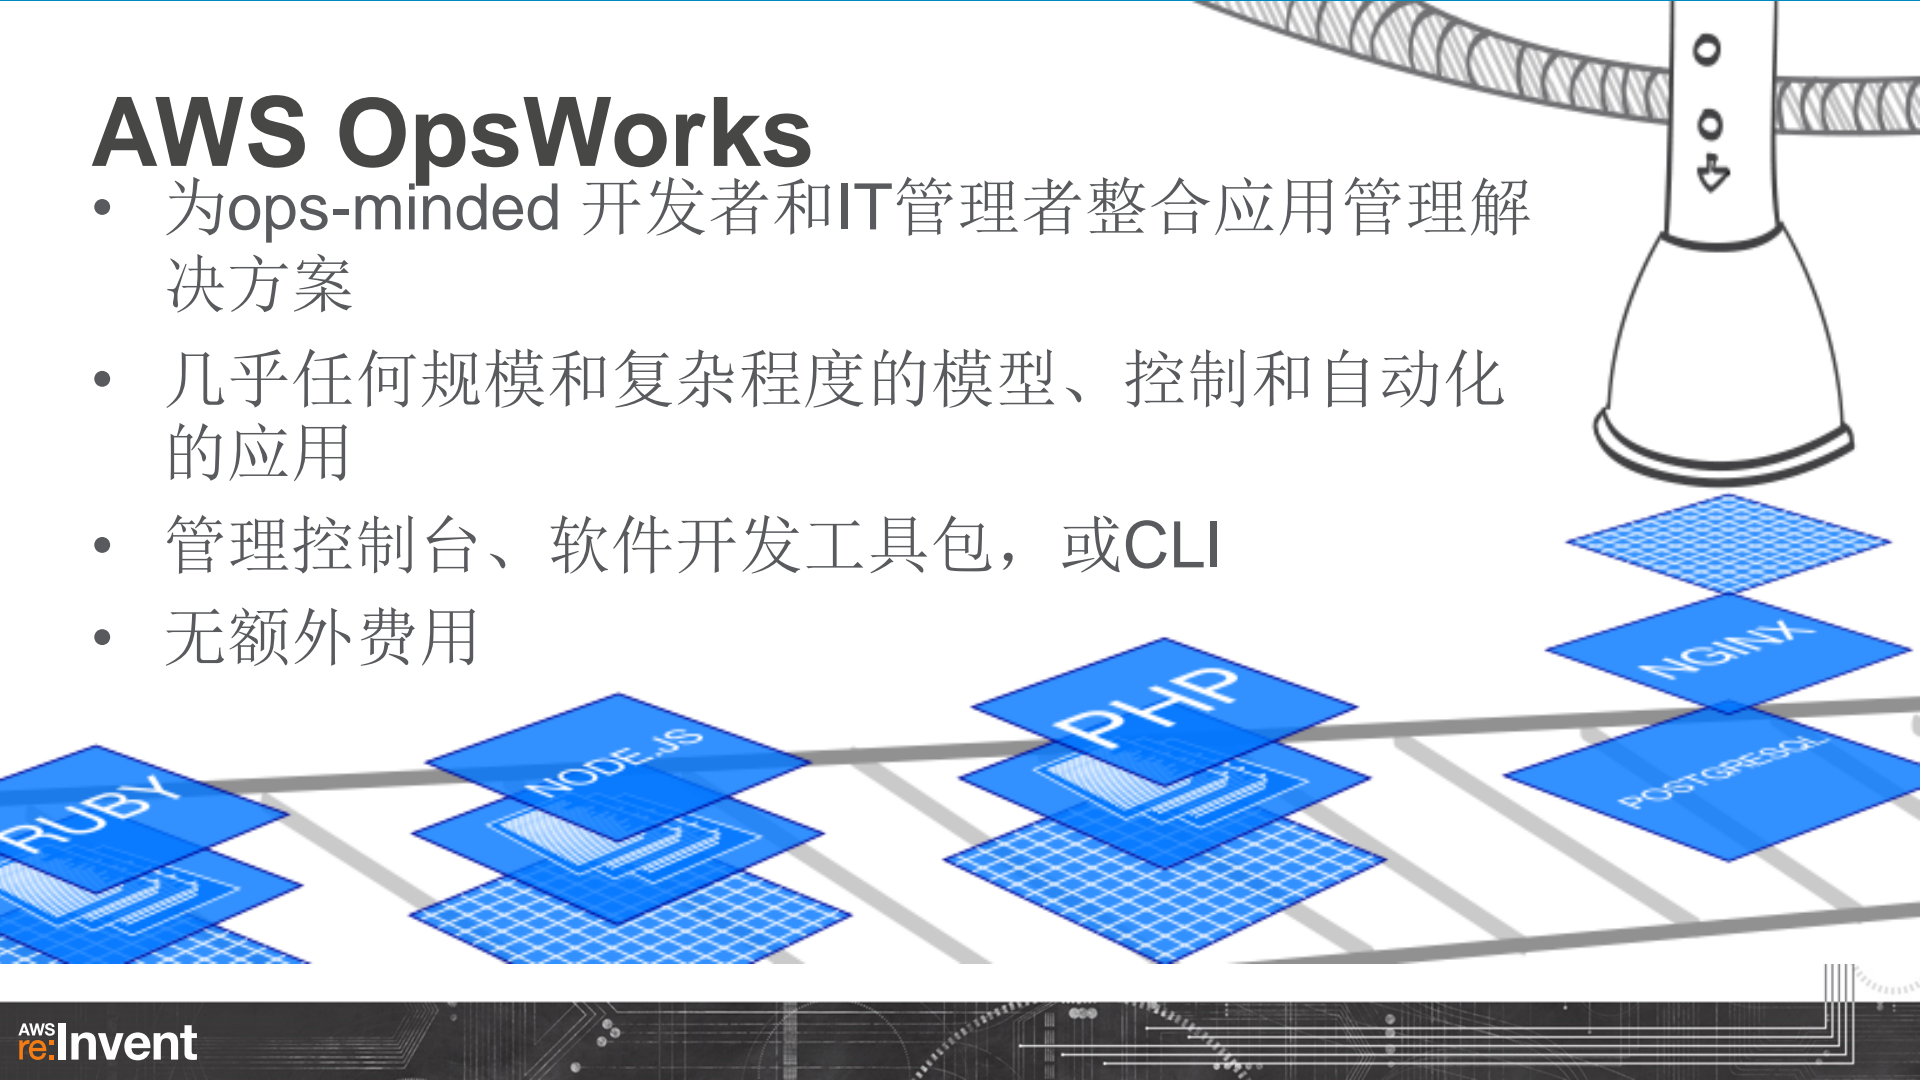 AWS OpsWorks
• 为ops-minded 开发者和IT管理者整合应用管理解
决方案
• 几乎任何规模和复杂程度的模型、控制和自动化
的应用
• 管理控制台、软件开发工具包，或CLI
• 无额外费用
NGINX
PHP
NODE.JS
POSTGRESQL
RUBY
AWS
re:Invent